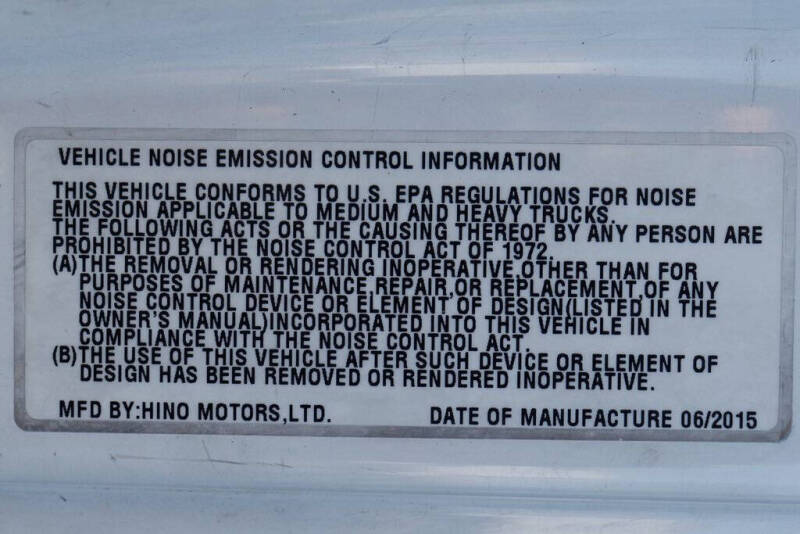 VEHICLE NOISE EMISSION CONTROL INFORMATION
THIS VEHICLE CONFORMS TO U.S. EPA REGULATIONS FOR NOISE
EMISSION APPLICABLE TO MEDIUM AND HEAVY TRUCKS.
THE FOLLOWING ACTS OR THE CAUSING THEREOF BY ANY PERSON ARE
PROHIBITED BY THE NOISE CONTROL ACT OF 1972.
(A)THE REMOVAL OR RENDERING INOPERATIVE,OTHER THAN FOR
PURPOSES OF MAINTENANCE,REPAIR,OR REPLACEMENT,OF ANY
NOISE CONTROL DEVICE OR ELEMENT OF DESIGN(LISTED IN THE
OWNER'S MANUAL)INCORPORATED INTO THIS VEHICLE IN
COMPLIANCE WITH THE NOISE CONTROL ACT.
(B)THE USE OF THIS VEHICLE AFTER SUCH DEVICE OR ELEMENT OF
DESIGN HAS BEEN REMOVED OR RENDERED INOPERATIVE.
MFD BY:HINO MOTORS,LTD. DATE OF MANUFACTURE 06/2015